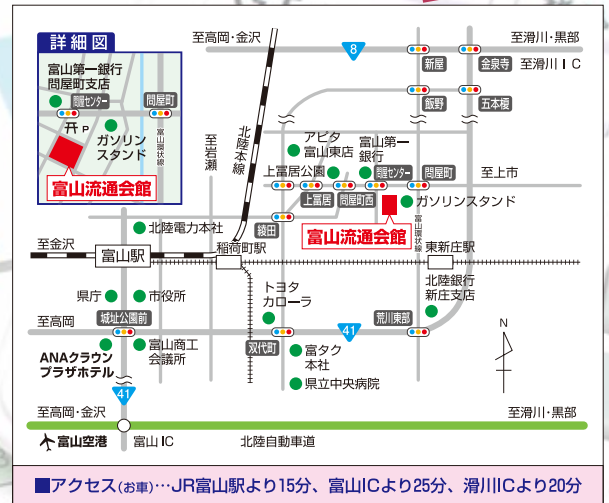 詳細図
富山第一銀行
問屋町支店
問屋センター
問屋町
P
ガソリン
スタンド
富山環状線
富山流通会館
至高岡・金沢
8
至滑川・黒部
至滑川IC
新屋
金泉寺
飯野
五本榎
至岩瀬
北陸本線
アピタ
富山東店
富山第一
銀行
上冨居公園
問屋センター
問屋町
至上市
上冨居
問屋町西
ガソリンスタンド
綾田
富山流通会館
富山環状線
北陸電力本社
至金沢
富山駅
稲荷町駅
東新庄駅
県庁
市役所
トヨタ
カローラ
北陸銀行
新庄支店
至高岡
城址公園前
双代町
41
荒川東部
N
ANAクラウン
プラザホテル
富山商工
会議所
富タク
本社
県立中央病院
41
至高岡・金沢
至滑川・黒部
富山空港
富山IC
北陸自動車道
■アクセス(お車)…JR富山駅より15分、富山ICより25分、滑川ICより20分